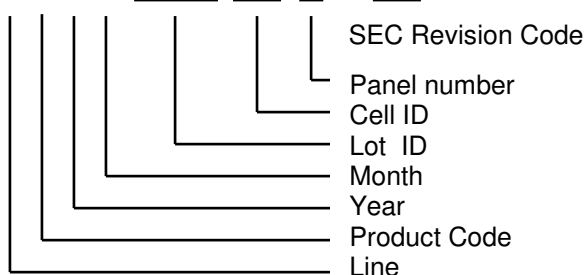 SEC Revision Code
Panel number
Cell ID
Lot ID
Month
Year
Product Code
Line